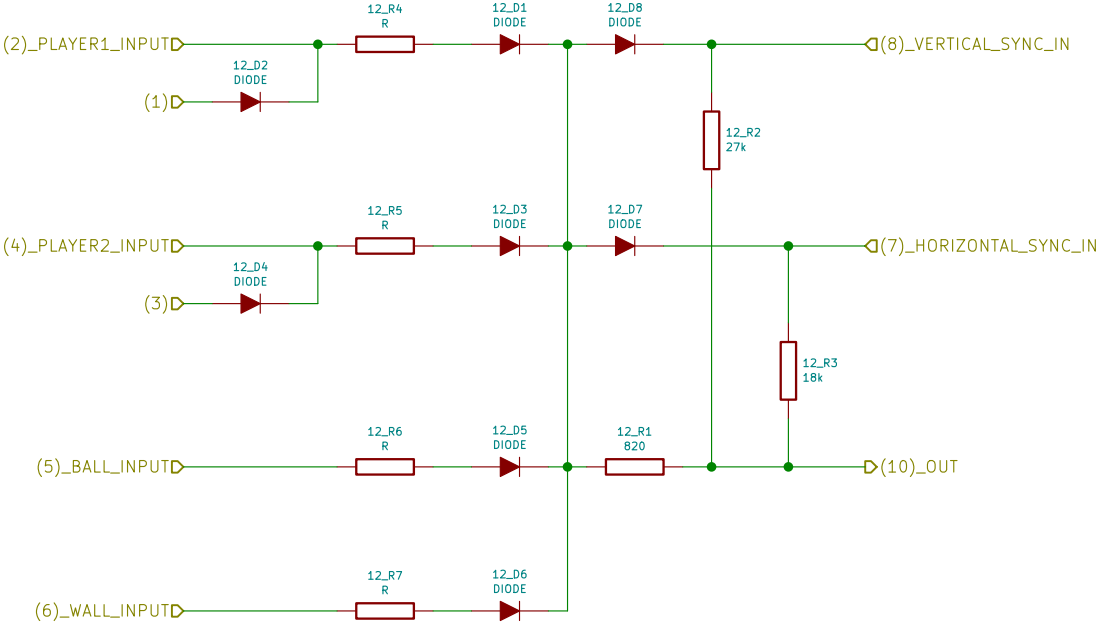 12_R4
R
12_D1
DIODE
12_D8
DIODE
(2)_PLAYER1_INPUT
(8)_VERTICAL_SYNC_IN
12_D2
DIODE
(1)
12_R2
27k
12_R5
R
12_D3
DIODE
12_D7
DIODE
(4)_PLAYER2_INPUT
(7)_HORIZONTAL_SYNC_IN
12_D4
DIODE
(3)
12_R3
18k
12_R6
R
12_D5
DIODE
12_R1
820
(5)_BALL_INPUT
(10)_OUT
12_R7
R
12_D6
DIODE
(6)_WALL_INPUT